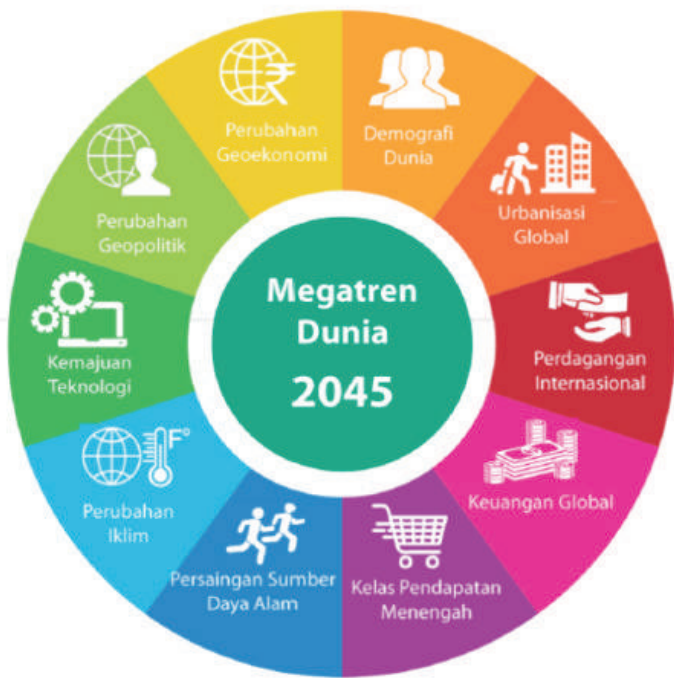 Megatren
Dunia
2045
Demografi
Dunia
Urbanisasi
Global
Perdagangan
Internasional
Keuangan Global
Kelas Pendapatan
Menengah
Persaingan Sumber
Daya Alam
Perubahan
Iklim
F°
Kemajuan
Teknologi
Perubahan
Geopolitik
Perubahan
Geoekonomi
₹